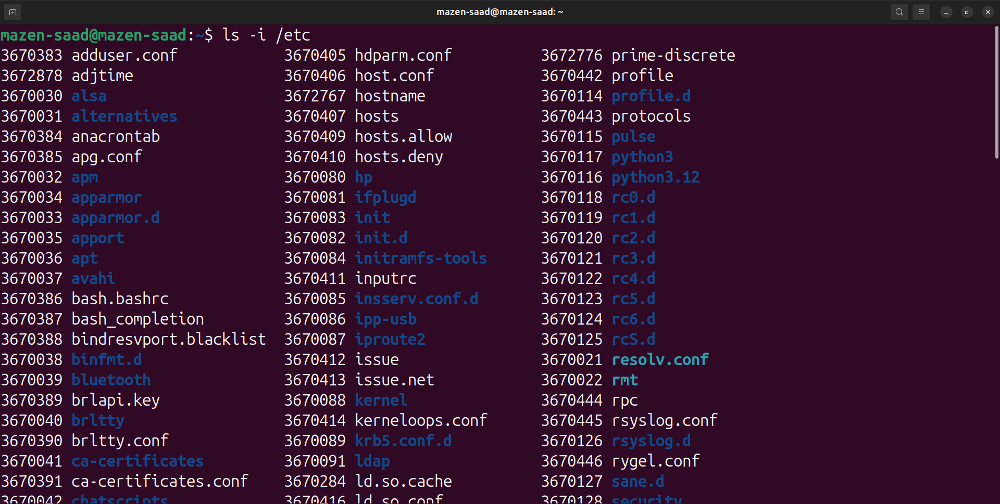 mazen-saad@mazen-saad: ~
mazen-saad@mazen-saad:~$ ls -i /etc
3670383 adduser.conf 3670405 hdparm.conf 3672776 prime-discrete
3672878 adjtime 3670406 host.conf 3670442 profile
3670030 alsa 3672767 hostname 3670114 profile.d
3670031 alternatives 3670407 hosts 3670443 protocols
3670384 anacrontab 3670409 hosts.allow 3670115 pulse
3670385 apg.conf 3670410 hosts.deny 3670117 python3
3670032 apm 3670080 hp 3670116 python3.12
3670034 apparmor 3670081 ifplugd 3670118 rc0.d
3670033 apparmor.d 3670083 init 3670119 rc1.d
3670035 apport 3670082 init.d 3670120 rc2.d
3670036 apt 3670084 initramfs-tools 3670121 rc3.d
3670037 avahi 3670411 inputrc 3670122 rc4.d
3670386 bash.bashrc 3670085 insserv.conf.d 3670123 rc5.d
3670387 bash_completion 3670086 ipp-usb 3670124 rc6.d
3670388 bindresvport.blacklist 3670087 iproute2 3670125 rcS.d
3670038 binfmt.d 3670412 issue 3670021 resolv.conf
3670039 bluetooth 3670413 issue.net 3670022 rmt
3670389 brlapi.key 3670088 kernel 3670444 rpc
3670040 brltty 3670414 kerneloops.conf 3670445 rsyslog.conf
3670390 brltty.conf 3670089 krb5.conf.d 3670126 rsyslog.d
3670041 ca-certificates 3670091 ldap 3670446 rygel.conf
3670391 ca-certificates.conf 3670284 ld.so.cache 3670127 sane.d
3670042 chatscripts 3670416 ld.so.conf 3670128 security